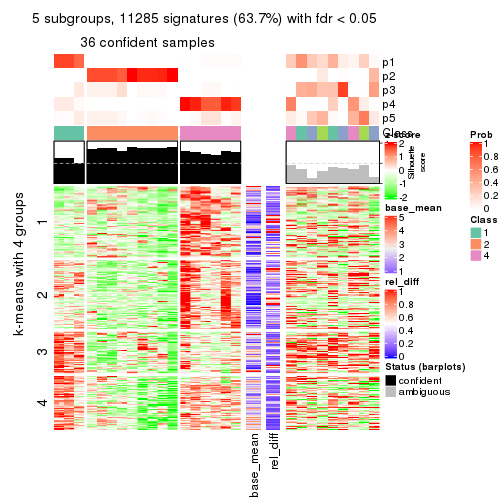 5 subgroups, 11285 signatures (63.7%) with fdr < 0.05
36 confident samples
p1
p2
p3
p4
p5
Class
Silhouette
score
k-means with 4 groups
1
2
3
4
base_mean
rel_diff
z-score
2
1
0
-1
-2
base_mean
5
4
3
2
1
rel_diff
1
0.8
0.6
0.4
0.2
0
Status (barplots)
confident
ambiguous
Prob
1
0.8
0.6
0.4
0.2
0
Class
1
2
4